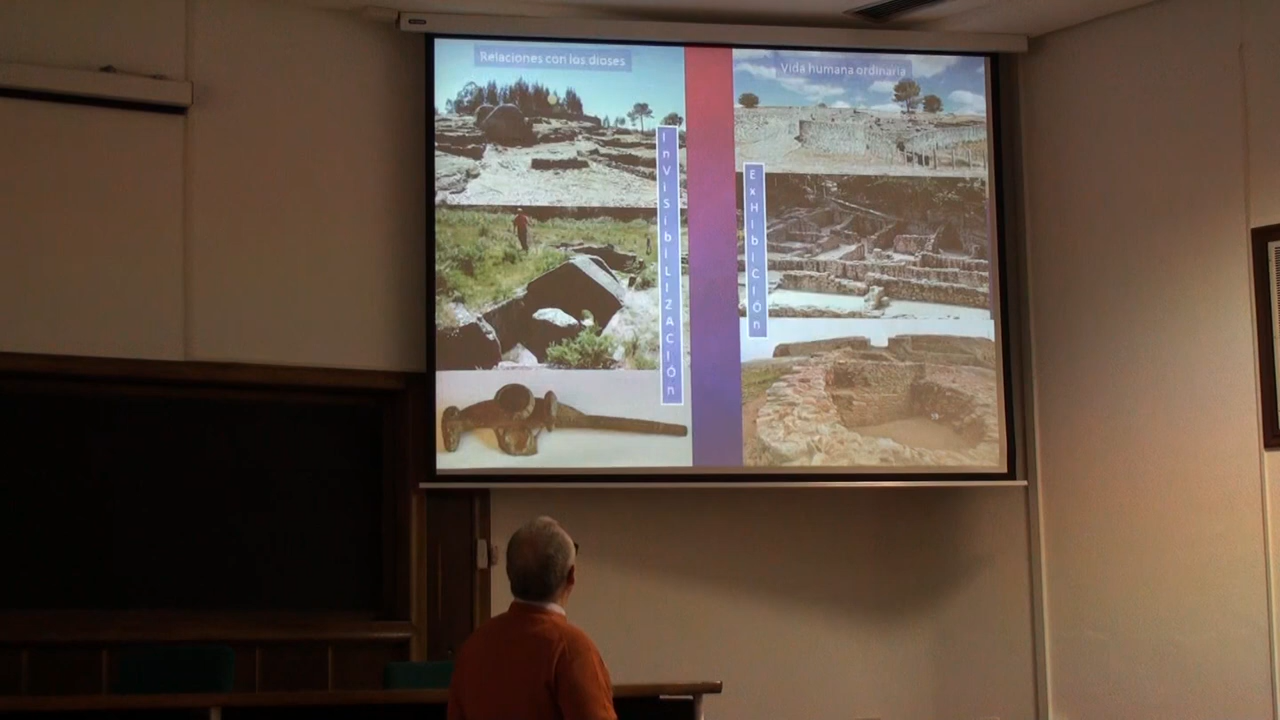 Relaciones con los dioses
InViSibiLIZACIÓn
Vida humana ordinaria
ExHIbiCIÓn